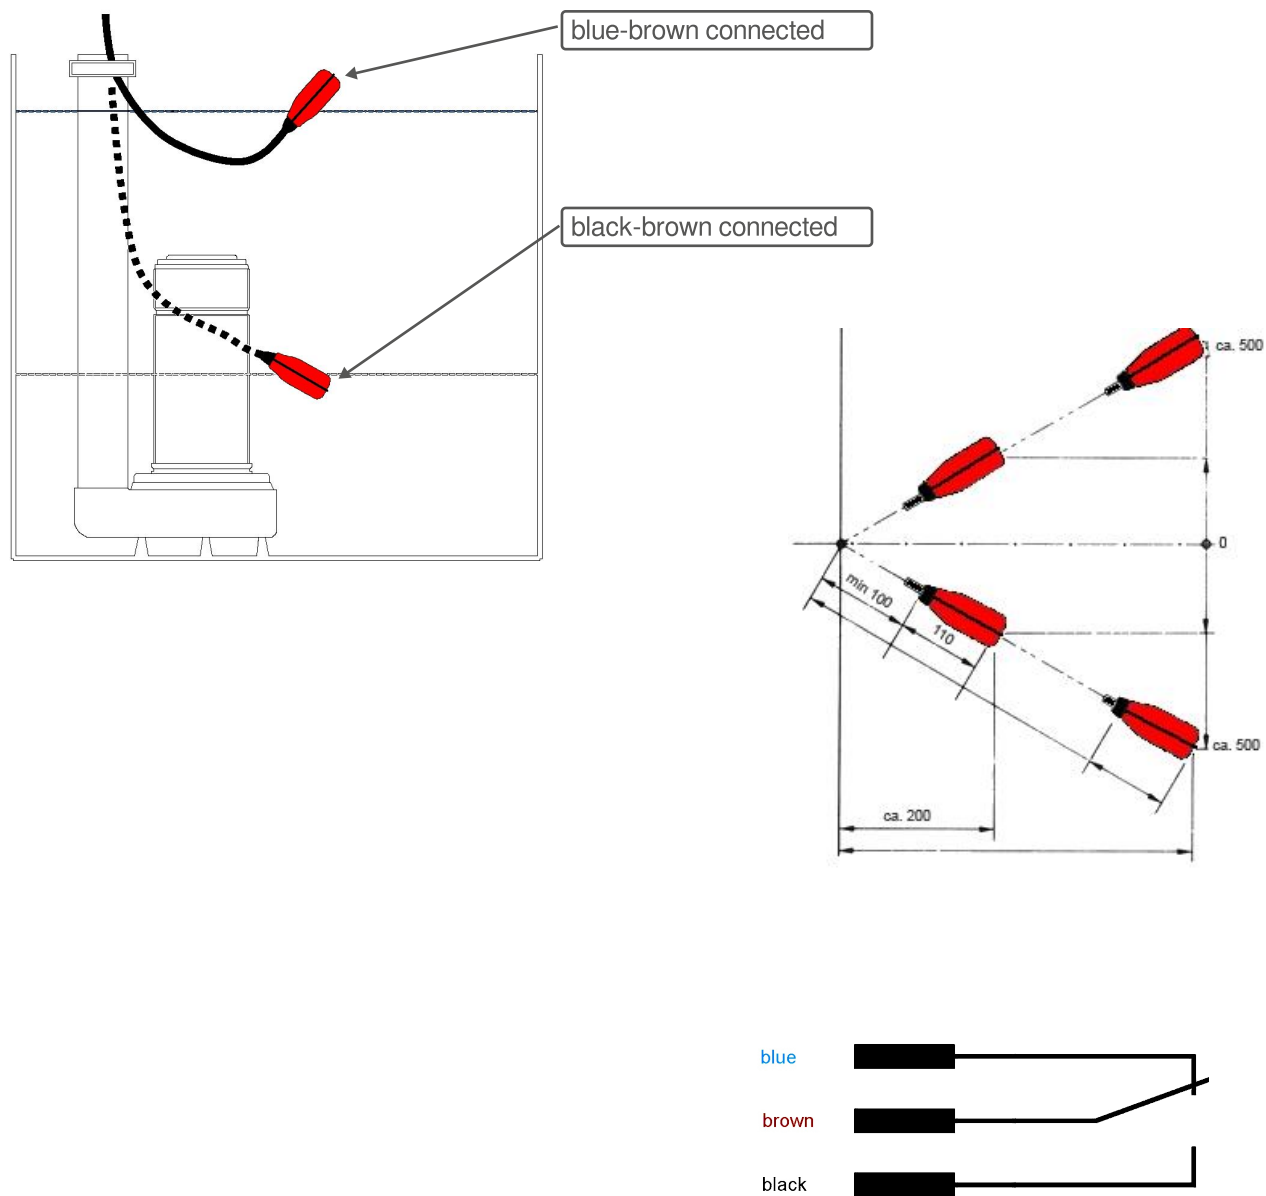 blue-brown connected
black-brown connected
ca. 500
0
min 100
110
ca. 500
ca. 200
blue
brown
black